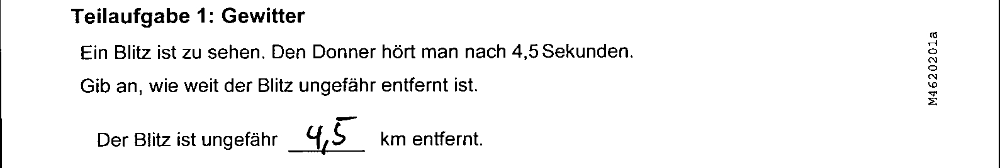 Teilaufgabe 1: Gewitter
Ein Blitz ist zu sehen. Den Donner hört man nach 4,5 Sekunden.
Gib an, wie weit der Blitz ungefähr entfernt ist.
Der Blitz ist ungefähr 4,5 km entfernt.
M4620201a